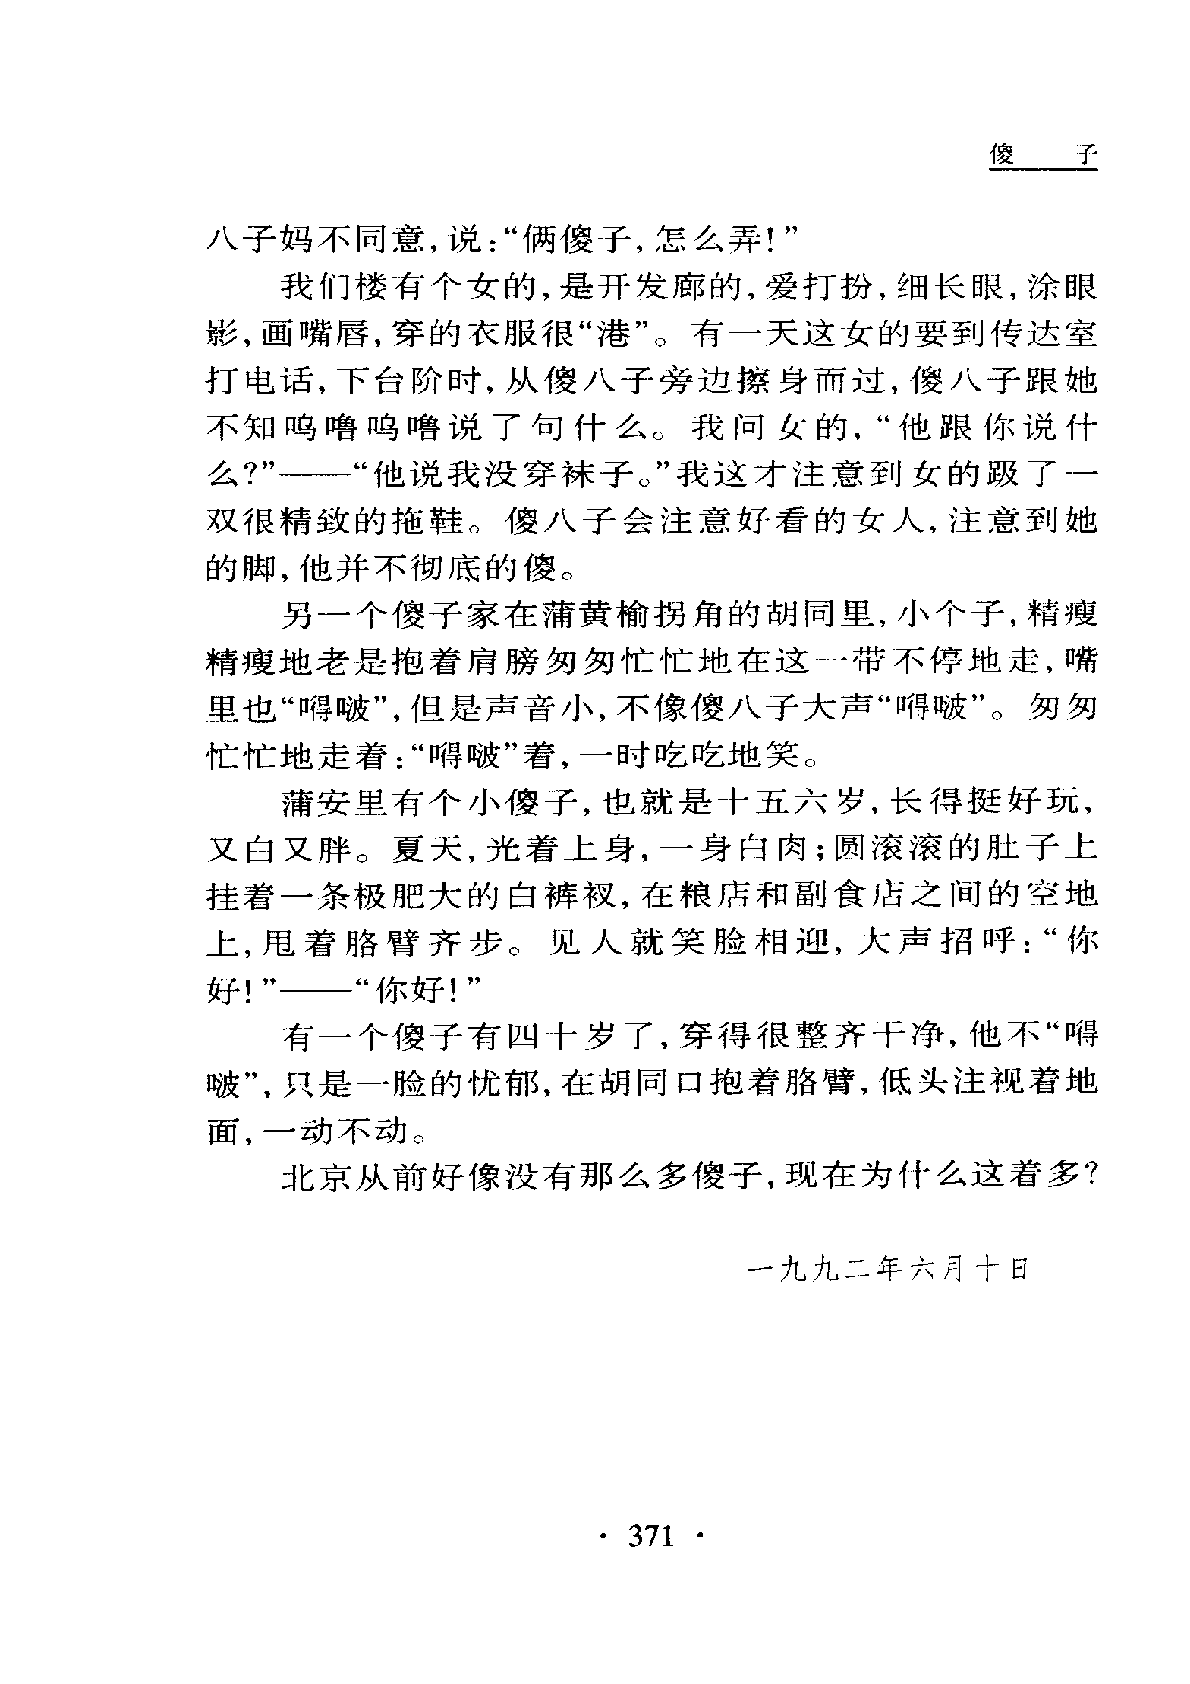 傻　子
八子妈不同意，说：“俩傻子，怎么弄！”
我们楼有个女的，是开发廊的，爱打扮，细长眼，涂眼
影，画嘴唇，穿的衣服很“港”。有一天这女的要到传达室
打电话，下台阶时，从傻八子旁边擦身而过，傻八子跟她
不知呜噜呜噜说了句什么。我问女的，“他跟你说什
么？”——“他说我没穿袜子。”我这才注意到女的趿了一
双很精致的拖鞋。傻八子会注意好看的女人，注意到她
的脚，他并不彻底的傻。
另一个傻子家在蒲黄榆拐角的胡同里，小个子，精瘦
精瘦地老是抱着肩膀匆匆忙忙地在这一带不停地走，嘴
里也“嘚啵”，但是声音小，不像傻八子大声“嘚啵”。匆匆
忙忙地走着：“嘚啵”着，一时吃吃地笑。
蒲安里有个小傻子，也就是十五六岁，长得挺好玩，
又白又胖。夏天，光着上身，一身白肉；圆滚滚的肚子上
挂着一条极肥大的白裤衩，在粮店和副食店之间的空地
上，甩着胳臂齐步。见人就笑脸相迎，大声招呼：“你
好！”——“你好！”
有一个傻子有四十岁了，穿得很整齐干净，他不“嘚
啵”，只是一脸的忧郁，在胡同口抱着胳臂，低头注视着地
面，一动不动。
北京从前好像没有那么多傻子，现在为什么这着多？
一九九二年六月十日
· 371 ·